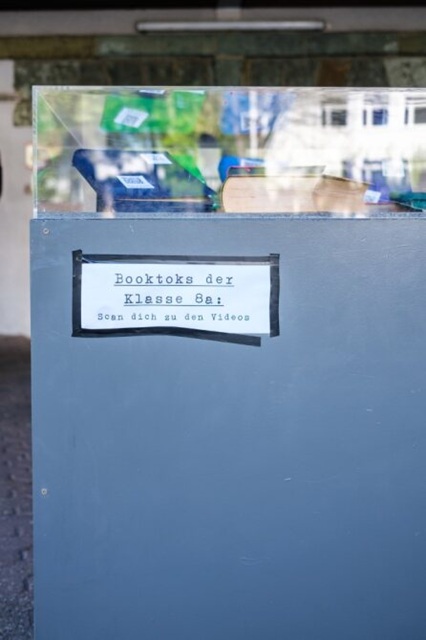 Booktoks der
Klasse 8a:
Scan dich zu den Videos